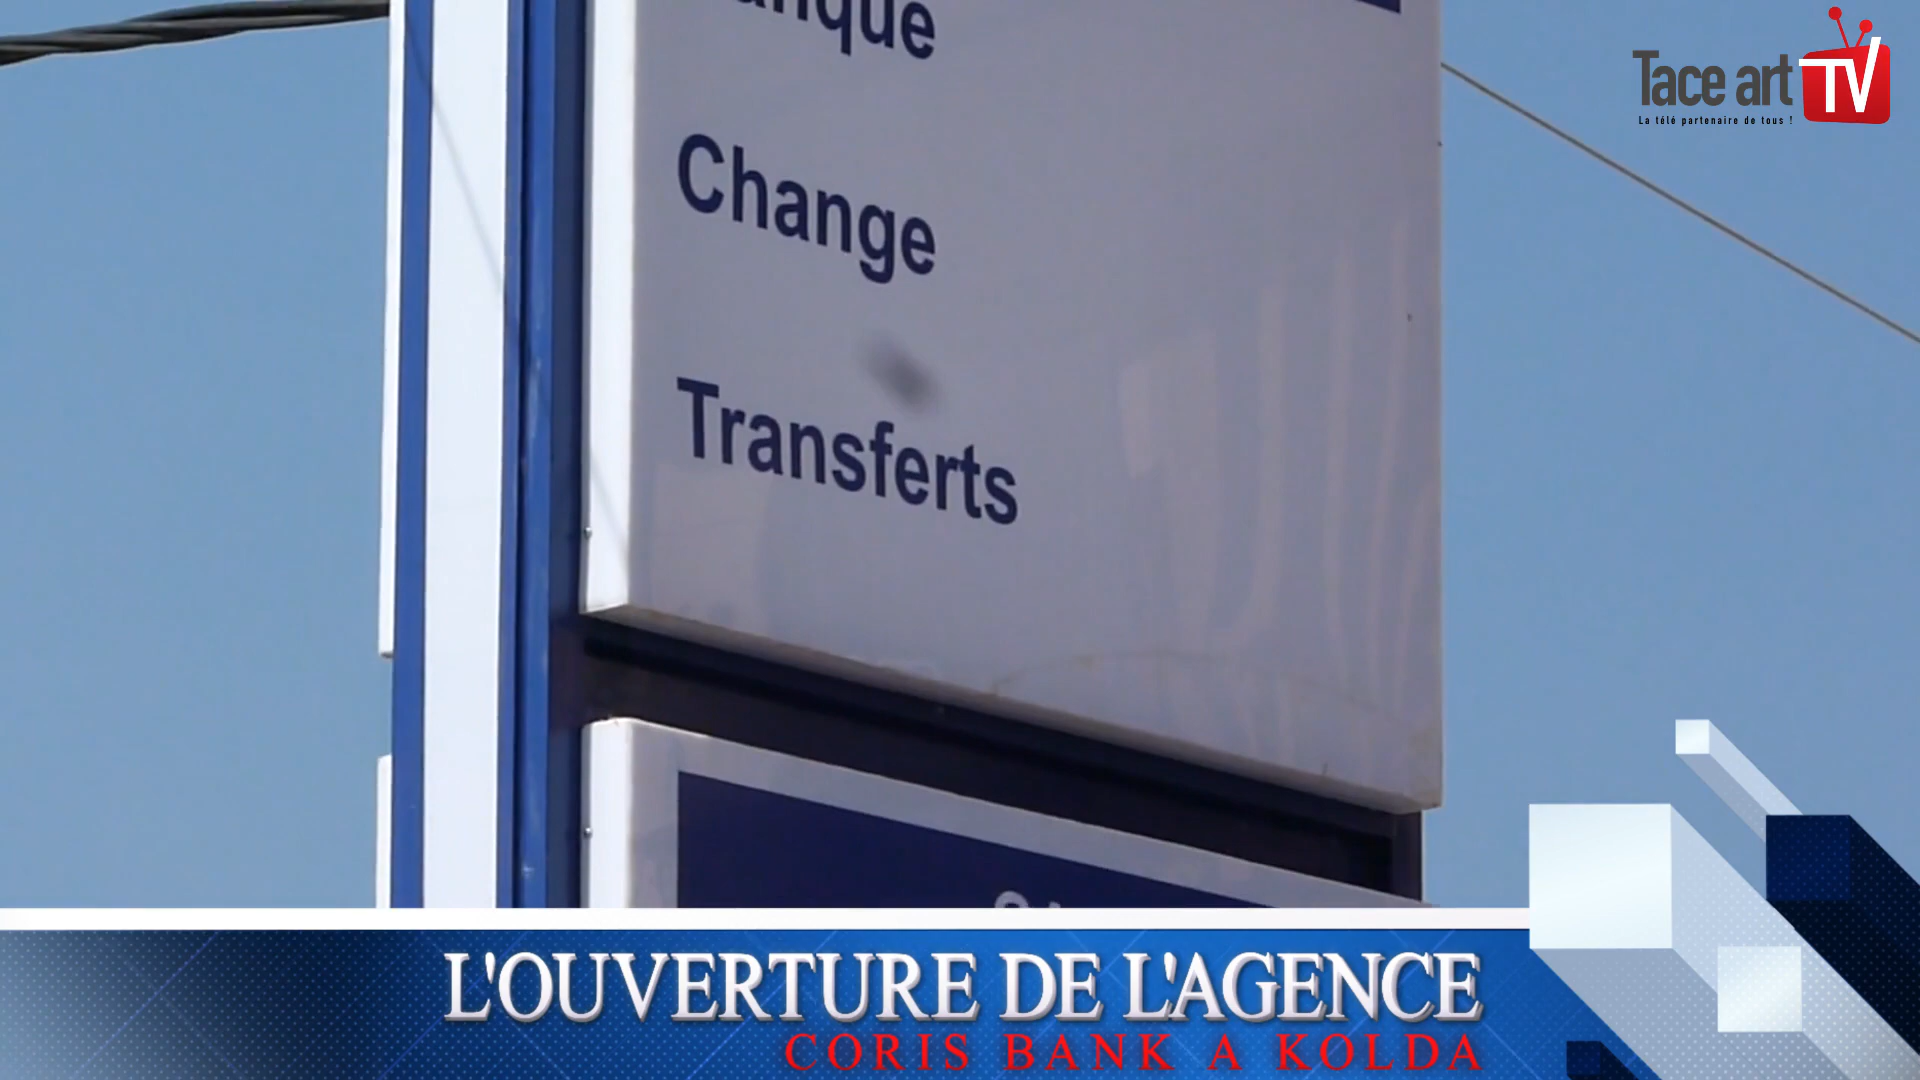 Tace art TV
La télé partenaire de tous !
Change
Transferts
L'OUVERTURE DE L'AGENCE
CORIS BANK A KOLDA